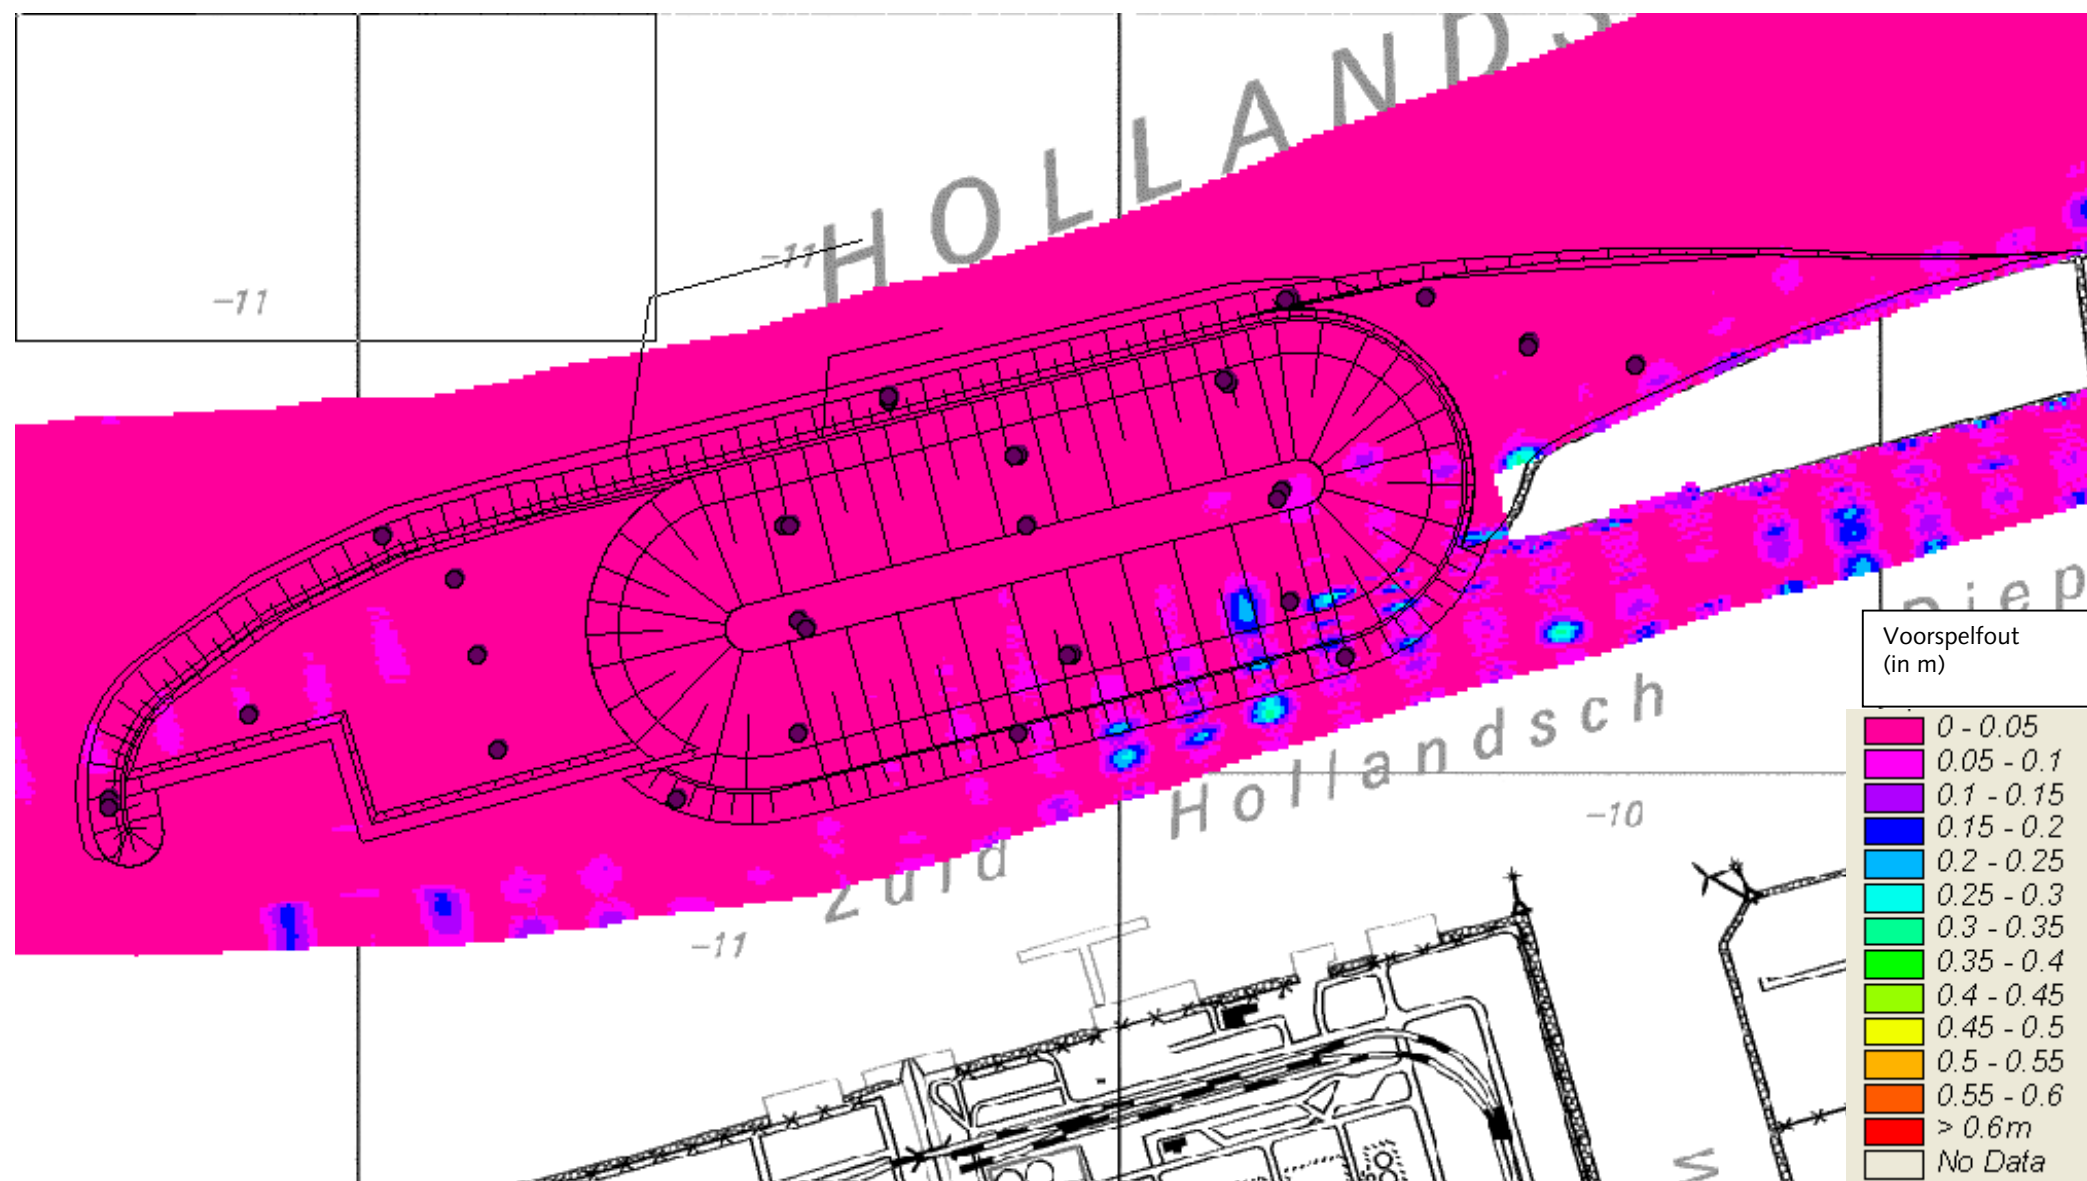 HOLLANDS
-11
-11
Diep
Hollandsch
Zuid
-10
-11
Voorspelfout
(in m)
0 - 0.05
0.05 - 0.1
0.1 - 0.15
0.15 - 0.2
0.2 - 0.25
0.25 - 0.3
0.3 - 0.35
0.35 - 0.4
0.4 - 0.45
0.45 - 0.5
0.5 - 0.55
0.55 - 0.6
> 0.6m
No Data